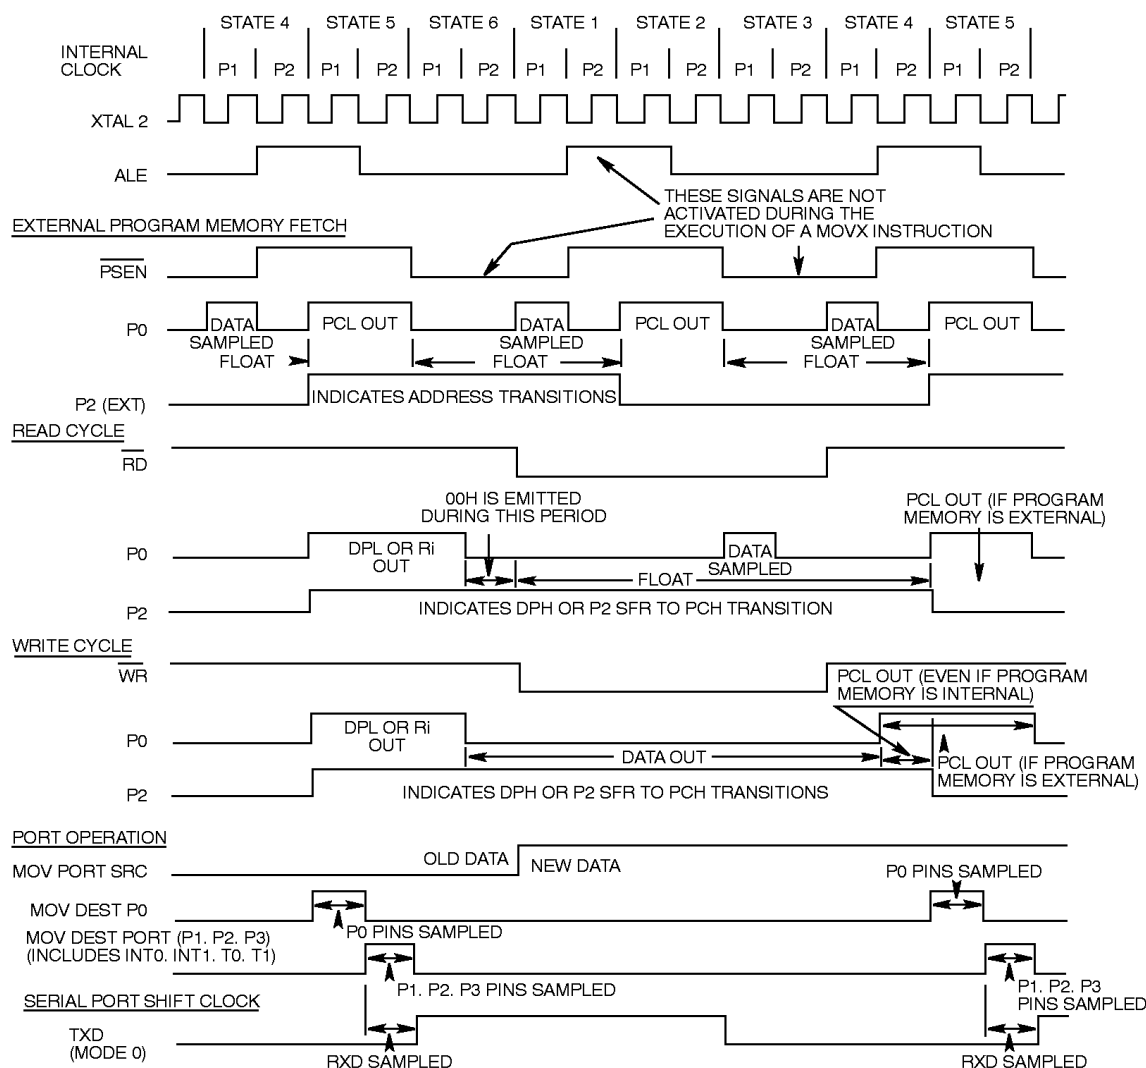 STATE 4 STATE 5 STATE 6 STATE 1 STATE 2 STATE 3 STATE 4 STATE 5
INTERNAL
CLOCK
P1 P2 P1 P2 P1 P2 P1 P2 P1 P2 P1 P2 P1 P2 P1 P2
XTAL 2
ALE
THESE SIGNALS ARE NOT
ACTIVATED DURING THE
EXECUTION OF A MOVX INSTRUCTION
EXTERNAL PROGRAM MEMORY FETCH
PSEN
P0
DATA
SAMPLED
FLOAT
PCL OUT
DATA
SAMPLED
FLOAT
PCL OUT
DATA
SAMPLED
FLOAT
PCL OUT
P2 (EXT)
INDICATES ADDRESS TRANSITIONS
READ CYCLE
RD
00H IS EMITTED
DURING THIS PERIOD
PCL OUT (IF PROGRAM
MEMORY IS EXTERNAL)
P0
DPL OR Ri
OUT
DATA
SAMPLED
FLOAT
P2
INDICATES DPH OR P2 SFR TO PCH TRANSITION
WRITE CYCLE
WR
PCL OUT (EVEN IF PROGRAM
MEMORY IS INTERNAL)
P0
DPL OR Ri
OUT
DATA OUT
PCL OUT (IF PROGRAM
MEMORY IS EXTERNAL)
P2
INDICATES DPH OR P2 SFR TO PCH TRANSITIONS
PORT OPERATION
MOV PORT SRC
OLD DATA
NEW DATA
P0 PINS SAMPLED
MOV DEST P0
P0 PINS SAMPLED
MOV DEST PORT (P1. P2. P3)
(INCLUDES INT0. INT1. T0. T1)
P1. P2. P3 PINS SAMPLED
P1. P2. P3
PINS SAMPLED
SERIAL PORT SHIFT CLOCK
TXD
(MODE 0)
RXD SAMPLED
RXD SAMPLED